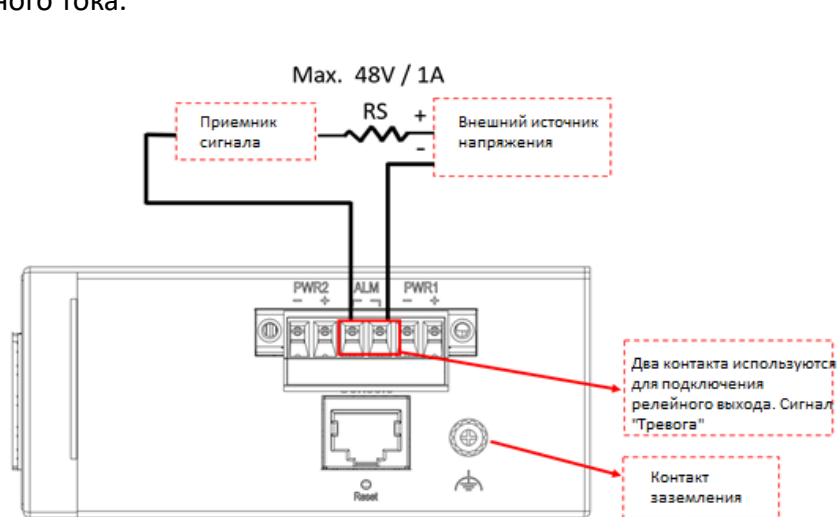 ного тока.
Max. 48V / 1A
Приемник
сигнала
RS
+
-
Внешний источник
напряжения
PWR2 ALM PWR1
- + - +
Два контакта используются
для подключения
релейного выхода. Сигнал
"Тревога"
Reset
Контакт
заземления